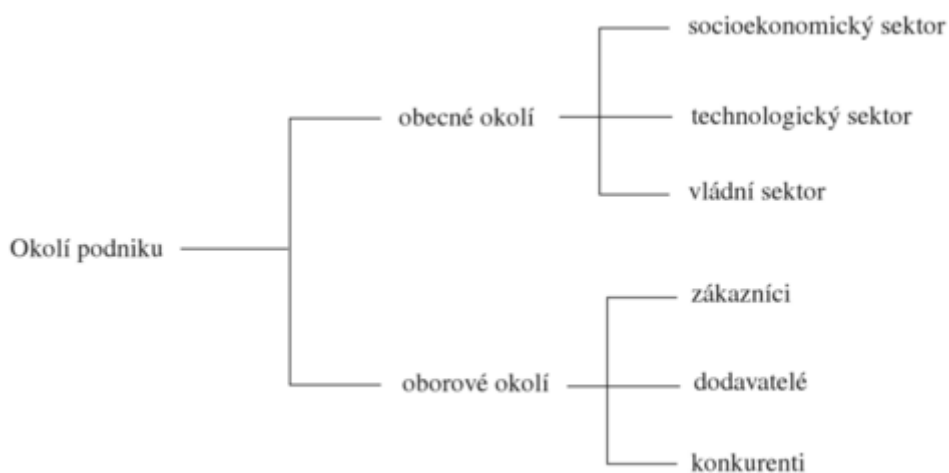 socioekonomický sektor
obecné okolí
technologický sektor
vládní sektor
Okolí podniku
zákazníci
oborové okolí
dodavatelé
konkurenti